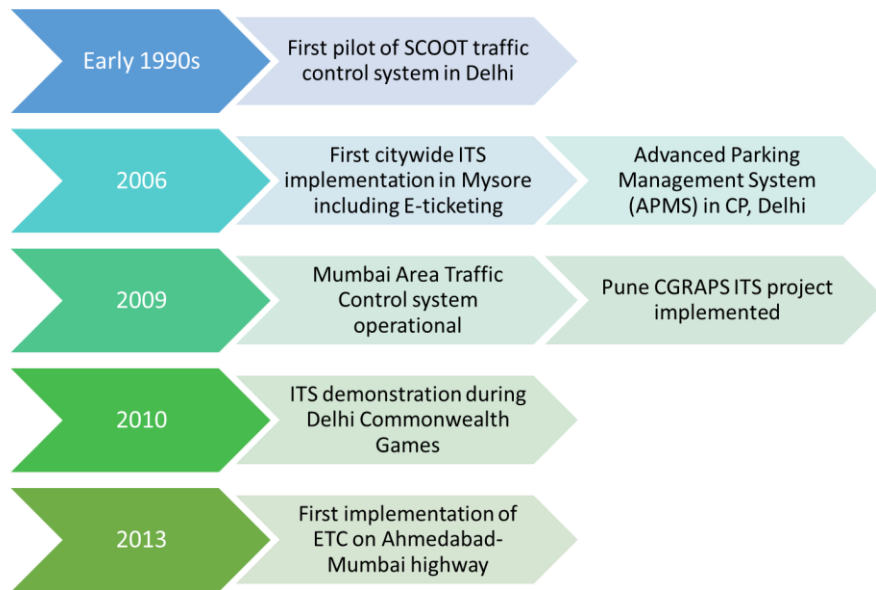 Early 1990s
First pilot of SCOOT traffic
control system in Delhi
2006
First citywide ITS
implementation in Mysore
including E-ticketing
Advanced Parking
Management System
(APMS) in CP, Delhi
2009
Mumbai Area Traffic
Control system
operational
Pune CGRAPS ITS project
implemented
2010
ITS demonstration during
Delhi Commonwealth
Games
2013
First implementation of
ETC on Ahmedabad-
Mumbai highway